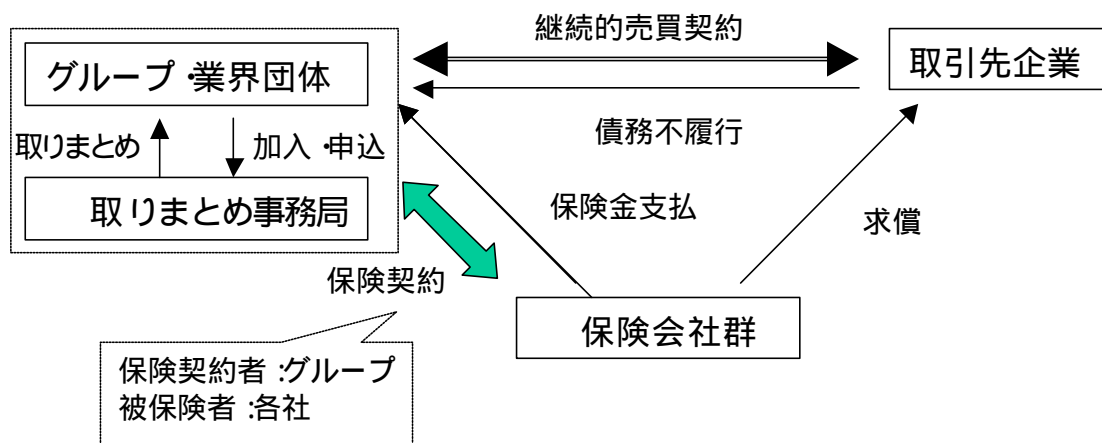 継続的売買契約
グループ・業界団体
取引先企業
取りまとめ
加入・申込
債務不履行
取りまとめ事務局
保険金支払
求償
保険契約
保険会社群
保険契約者:グループ
被保険者:各社